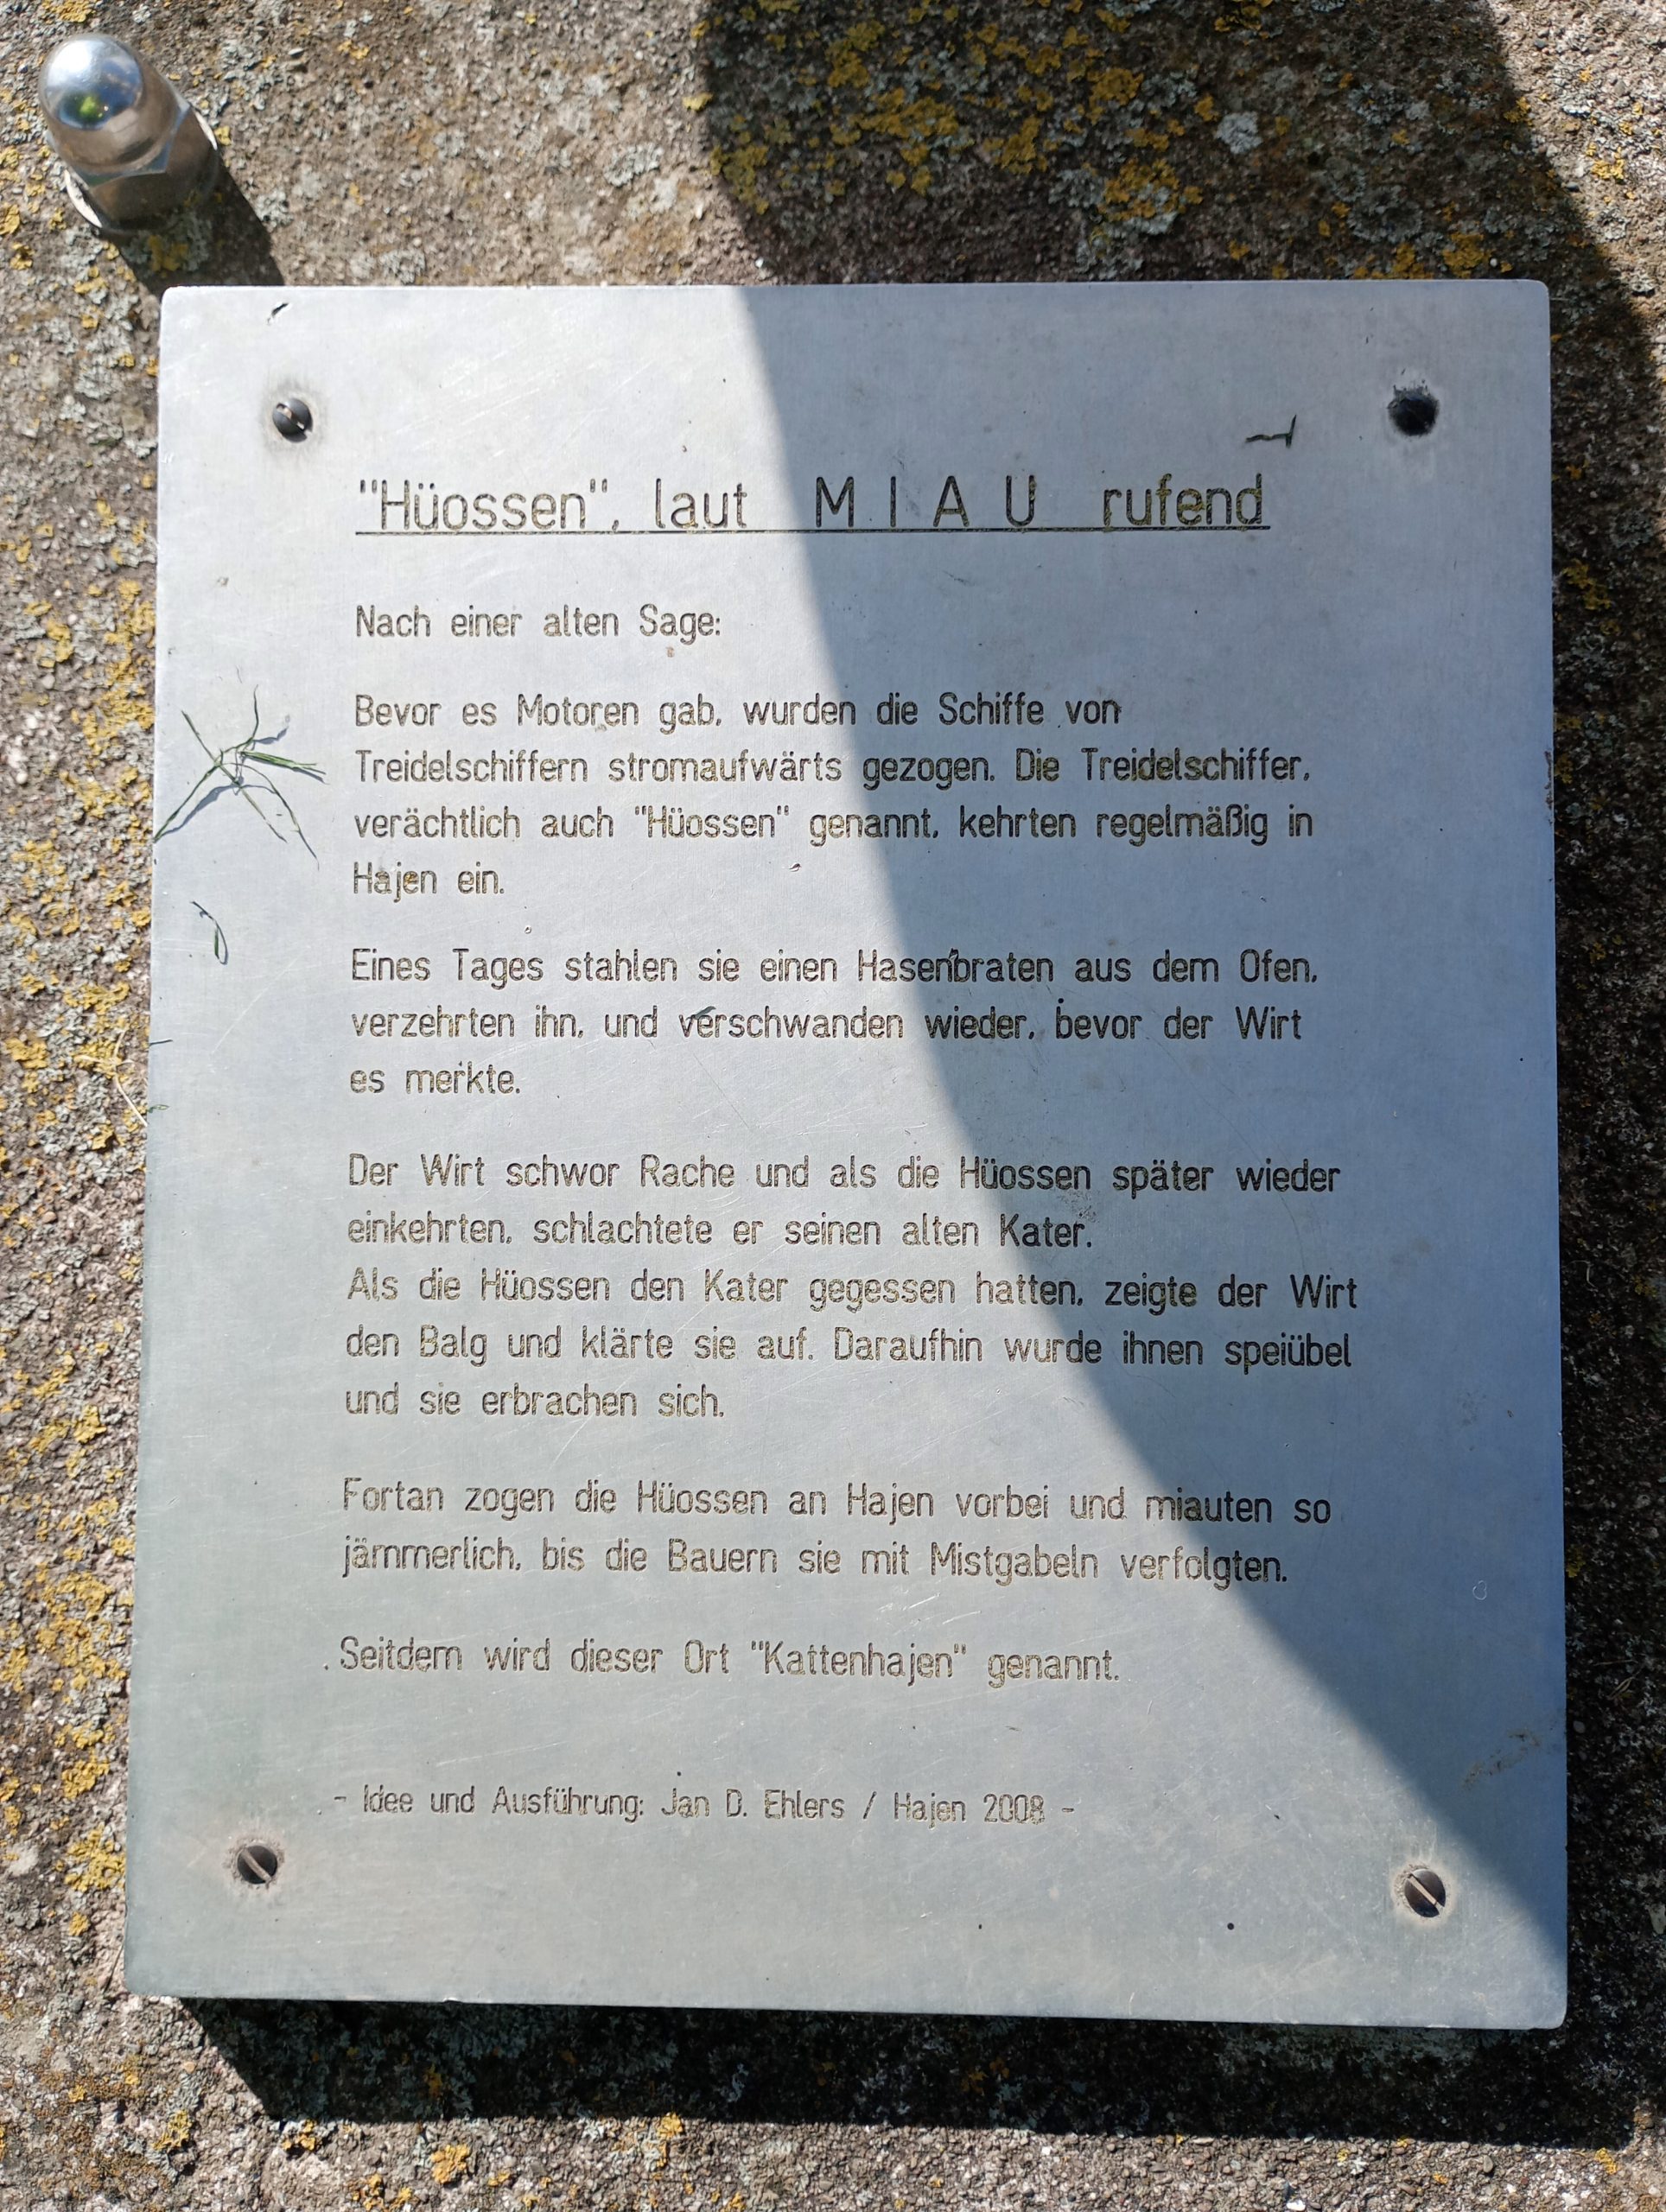 "Hüossen", laut M I A U rufend
Nach einer alten Sage:
Bevor es Motoren gab, wurden die Schiffe von
Treidelschiffern stromaufwärts gezogen. Die Treidelschiffer,
verächtlich auch "Hüossen" genannt, kehrten regelmäßig in
Hajen ein.
Eines Tages stahlen sie einen Hasenbraten aus dem Ofen,
verzehrten ihn, und verschwanden wieder, bevor der Wirt
es merkte.
Der Wirt schwor Rache und als die Hüossen später wieder
einkehrten, schlachtete er seinen alten Kater.
Als die Hüossen den Kater gegessen hatten, zeigte der Wirt
den Balg und klärte sie auf. Daraufhin wurde ihnen speiübel
und sie erbrachen sich.
Fortan zogen die Hüossen an Hajen vorbei und miauten so
jämmerlich, bis die Bauern sie mit Mistgabeln verfolgten.
Seitdem wird dieser Ort "Kattenhajen" genannt.
- Idee und Ausführung: Jan D. Ehlers / Hajen 2008 -